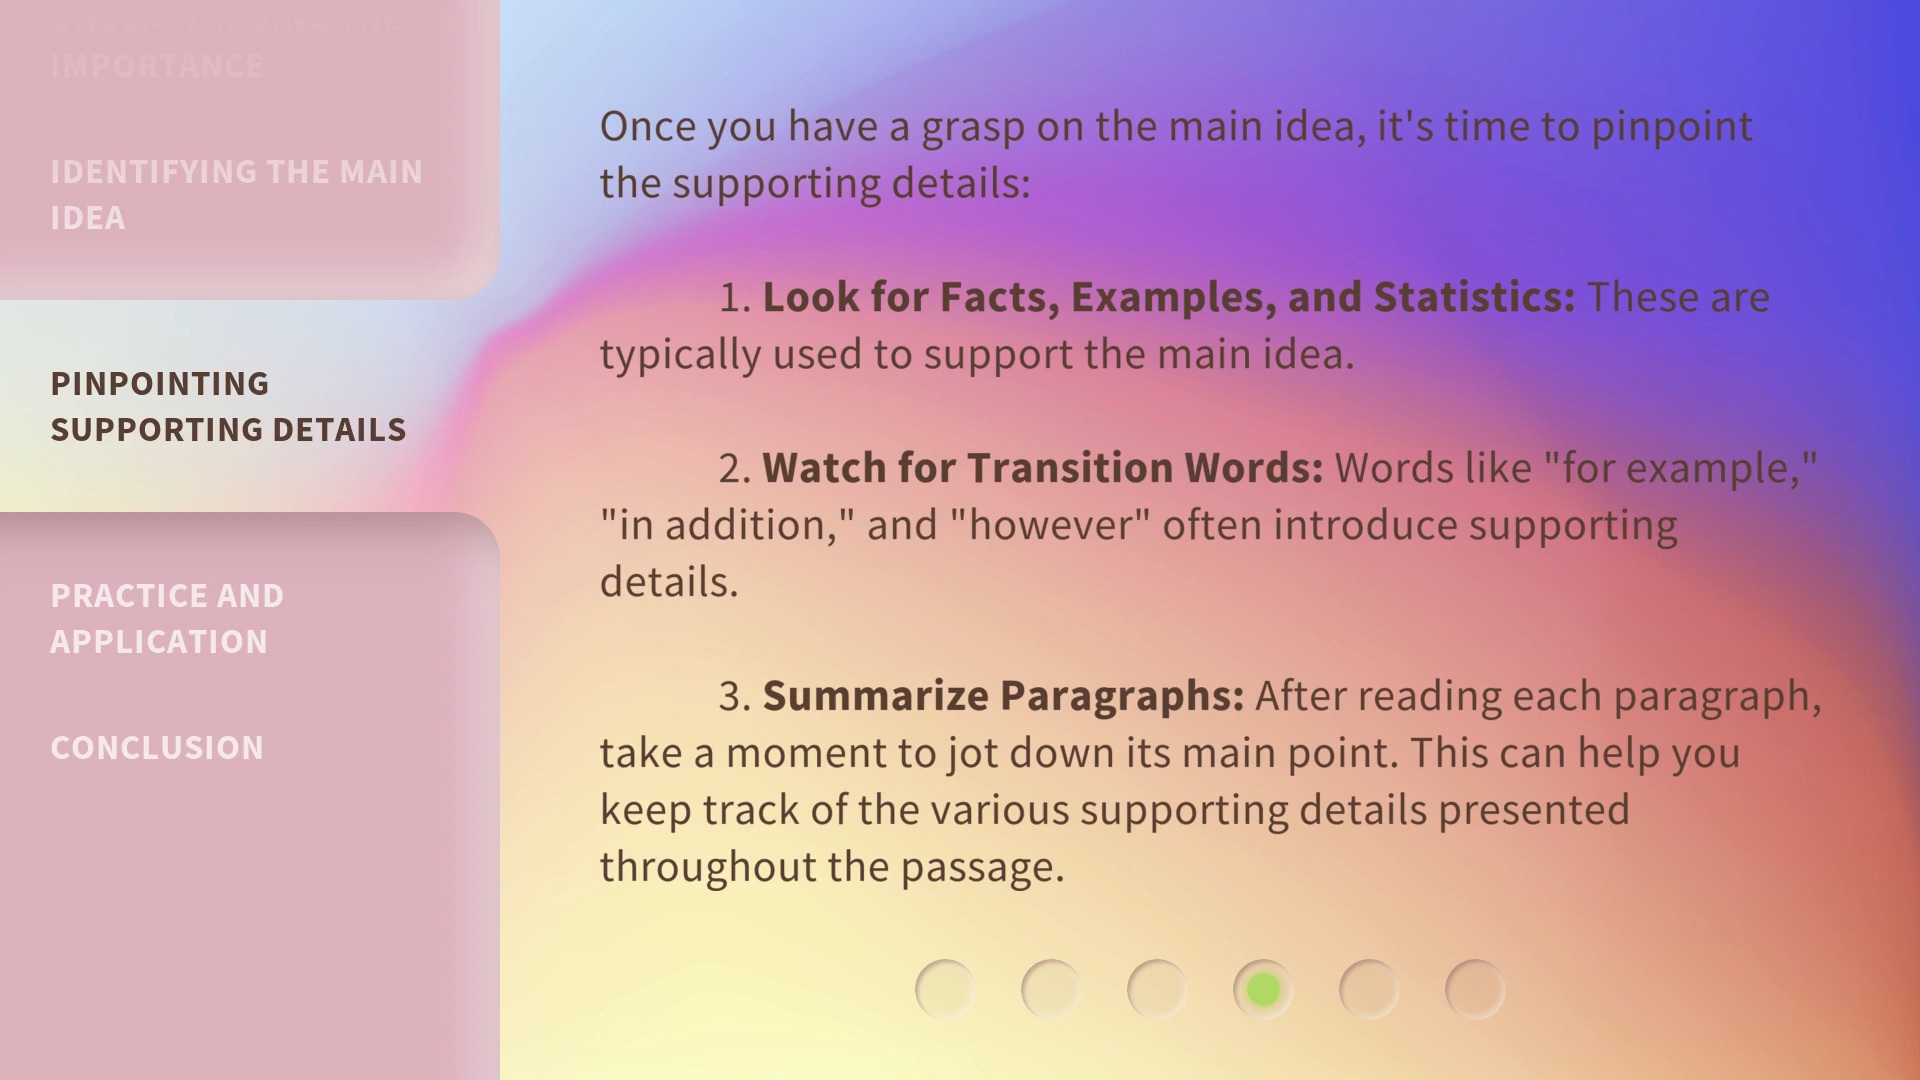 UNDERSTANDING THE
IMPORTANCE
IDENTIFYING THE MAIN
IDEA
PINPOINTING
SUPPORTING DETAILS
PRACTICE AND
APPLICATION
CONCLUSION
Once you have a grasp on the main idea, it's time to pinpoint
the supporting details:
1. Look for Facts, Examples, and Statistics: These are
typically used to support the main idea.
2. Watch for Transition Words: Words like "for example,"
"in addition," and "however" often introduce supporting
details.
3. Summarize Paragraphs: After reading each paragraph,
take a moment to jot down its main point. This can help you
keep track of the various supporting details presented
throughout the passage.